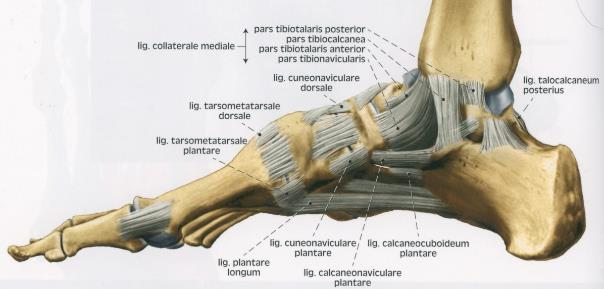 pars tibiotalaris posterior
pars tibiocalcanea
lig. collaterale mediale
pars tibiotalaris anterior
pars tibionavicularis
lig. cuneonaviculare
dorsale
lig. talocalcaneum
posterius
lig. tarsometatarsale
dorsale
lig. tarsometatarsale
plantare
lig. plantare
longum
lig. cuneonaviculare
plantare
lig. calcaneonaviculare
plantare
lig. calcaneocuboideum
plantare